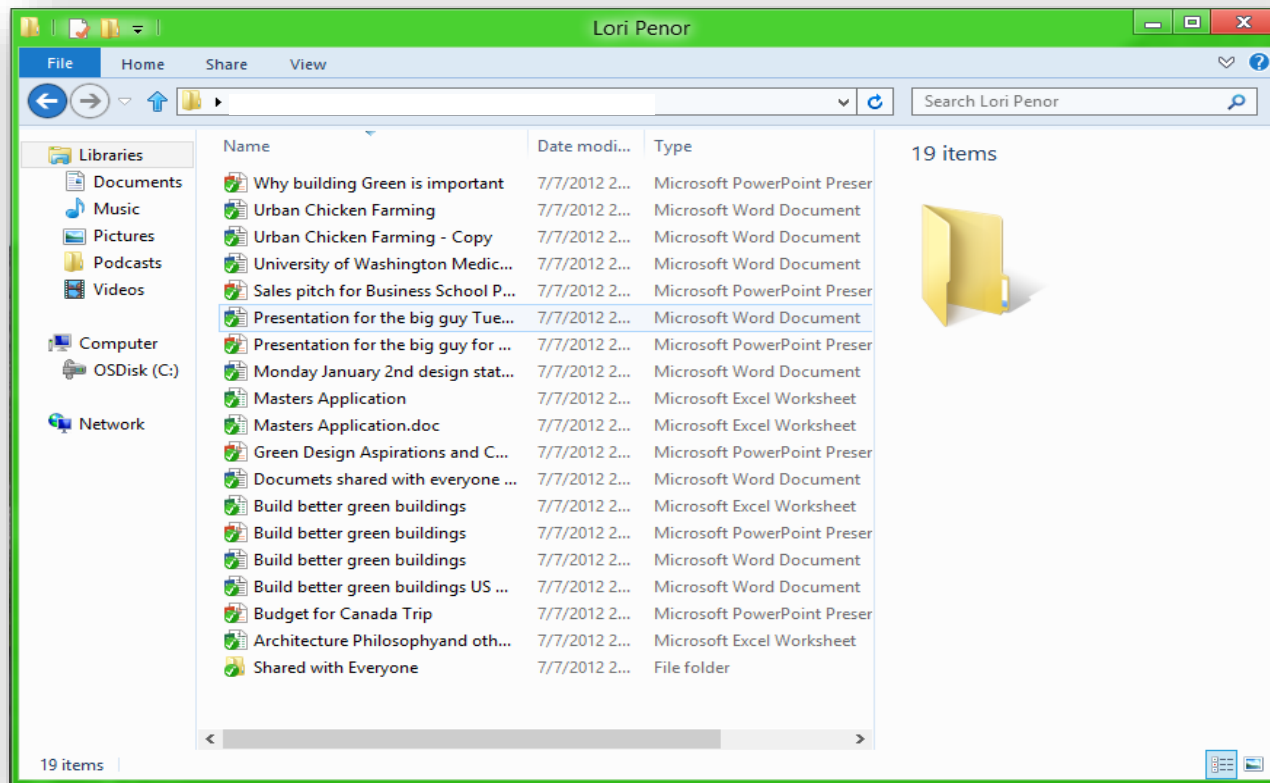 Lori Penor
File Home Share View
Search Lori Penor
Libraries
Documents
Music
Pictures
Podcasts
Videos
Computer
OSDisk (C:)
Network
Name Date modi... Type
Why building Green is important 7/7/2012 2... Microsoft PowerPoint Preser
Urban Chicken Farming 7/7/2012 2... Microsoft Word Document
Urban Chicken Farming - Copy 7/7/2012 2... Microsoft Word Document
University of Washington Medic... 7/7/2012 2... Microsoft Word Document
Sales pitch for Business School P... 7/7/2012 2... Microsoft PowerPoint Preser
Presentation for the big guy Tue... 7/7/2012 2... Microsoft Word Document
Presentation for the big guy for ... 7/7/2012 2... Microsoft PowerPoint Preser
Monday January 2nd design stat... 7/7/2012 2... Microsoft Word Document
Masters Application 7/7/2012 2... Microsoft Excel Worksheet
Masters Application.doc 7/7/2012 2... Microsoft Excel Worksheet
Green Design Aspirations and C... 7/7/2012 2... Microsoft PowerPoint Preser
Documets shared with everyone ... 7/7/2012 2... Microsoft Word Document
Build better green buildings 7/7/2012 2... Microsoft Excel Worksheet
Build better green buildings 7/7/2012 2... Microsoft PowerPoint Preser
Build better green buildings 7/7/2012 2... Microsoft Word Document
Build better green buildings US ... 7/7/2012 2... Microsoft Word Document
Budget for Canada Trip 7/7/2012 2... Microsoft PowerPoint Preser
Architecture Philosophyand oth... 7/7/2012 2... Microsoft Excel Worksheet
Shared with Everyone 7/7/2012 2... File folder
19 items
19 items